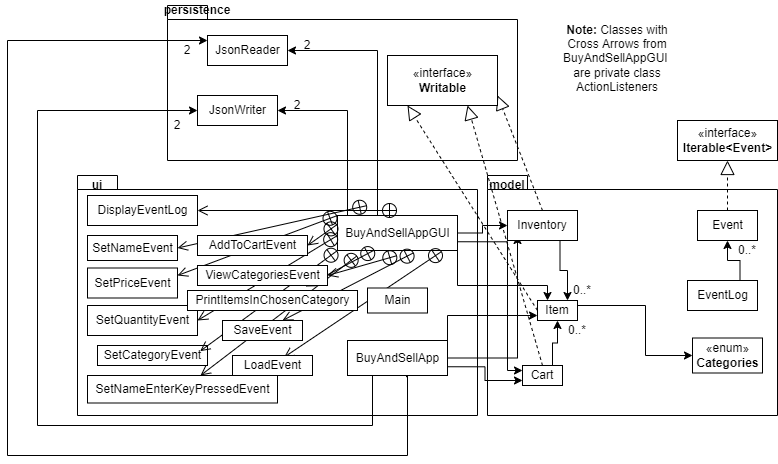 persistence
JsonReader
2
2
JsonWriter
2
2
«interface»
Writable
Note: Classes with
Cross Arrows from
BuyAndSellAppGUI
are private class
ActionListeners
«interface»
Iterable<Event>
ui
DisplayEventLog
SetNameEvent
AddToCartEvent
BuyAndSellAppGUI
SetPriceEvent
ViewCategoriesEvent
PrintItemsInChosenCategory
Main
SetQuantityEvent
SaveEvent
SetCategoryEvent
LoadEvent
BuyAndSellApp
SetNameEnterKeyPressedEvent
model
Inventory
Event
0..*
EventLog
0..*
Item
0..*
«enum»
Categories
Cart